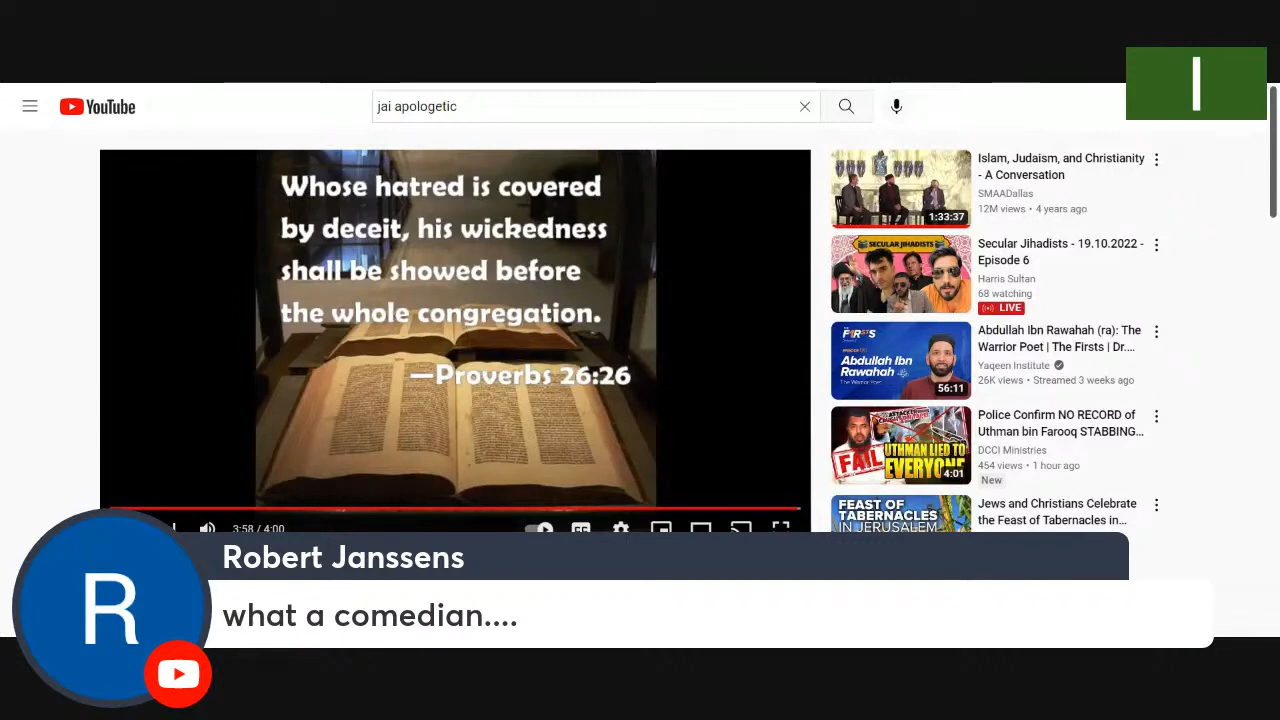 YouTube
jai apologetic
Whose hatred is covered
by deceit, his wickedness
shall be showed before
the whole congregation.
—Proverbs 26:26
3:58 / 4:00
1:33:37
Islam, Judaism, and Christianity
- A Conversation
SMAADallas
12M views • 4 years ago
SECULAR JIHADISTS
Secular Jihadists - 19.10.2022 -
Episode 6
Harris Sultan
68 watching
LIVE
Abdullah Ibn
Rawahah
56:11
Abdullah Ibn Rawahah (ra): The
Warrior Poet | The Firsts | Dr....
Yaqeen Institute
26K views • Streamed 3 weeks ago
FAIL
UTHMAN LIED TO
EVERYONE
4:01
Police Confirm NO RECORD of
Uthman bin Farooq STABBING...
DCCI Ministries
454 views • 1 hour ago
New
FEAST OF
TABERNACLES
IN JERUSALEM
Jews and Christians Celebrate
the Feast of Tabernacles in...
R
Robert Janssens
what a comedian....
I